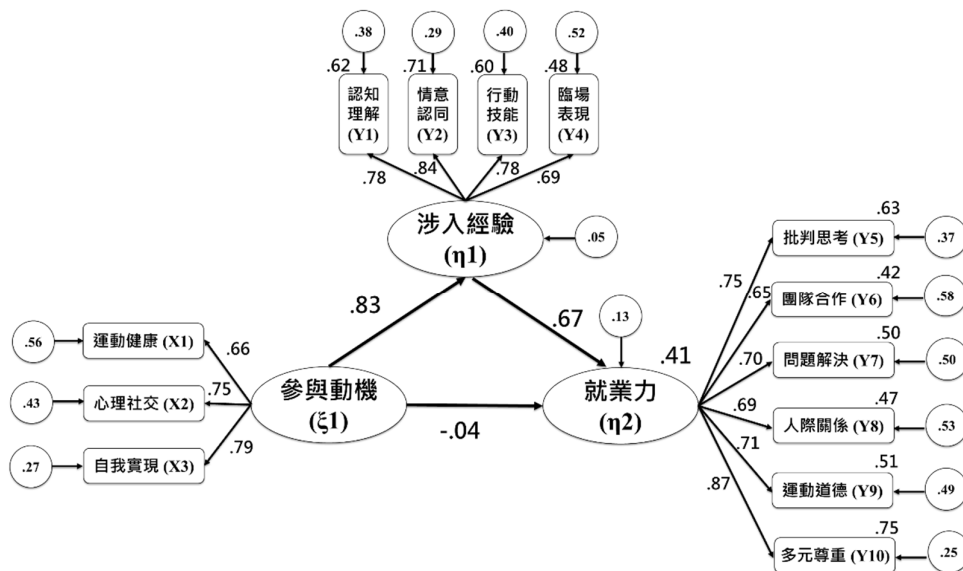 .38
.29
.40
.52
.62
.71
.60
.48
認知
理解
(Y1)
情意
認同
(Y2)
行動
技能
(Y3)
臨場
表現
(Y4)
.78
.84
.78
.69
涉入經驗
(η1)
.05
.83
.67
.13
.41
-.04
.56
運動健康 (X1)
.66
.43
心理社交 (X2)
.75
.27
自我實現 (X3)
.79
參與動機
(ξ1)
就業力
(η2)
.63
.75
批判思考 (Y5)
.37
.42
.65
團隊合作 (Y6)
.58
.50
.70
問題解決 (Y7)
.50
.47
.69
人際關係 (Y8)
.53
.51
.71
運動道德 (Y9)
.49
.75
.87
多元尊重 (Y10)
.25